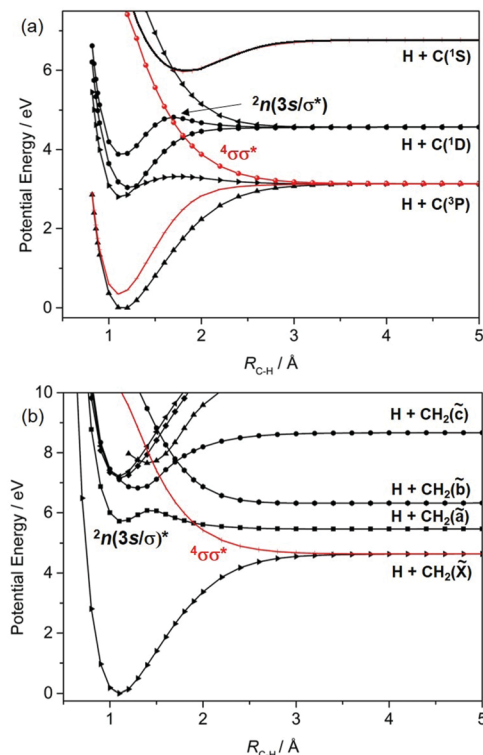 (a)
H + C(¹S)
²n(3s/σ*)
H + C(¹D)
⁴σσ*
H + C(³P)
Potential Energy / eV
6
4
2
0
1 2 3 4 5
R_C-H / Å
(b)
10
H + CH₂(c̃)
8
H + CH₂(b̃)
6
H + CH₂(ã)
²n(3s/σ)*
⁴σσ*
4
H + CH₂(X̃)
Potential Energy / eV
2
0
1 2 3 4 5
R_C-H / Å